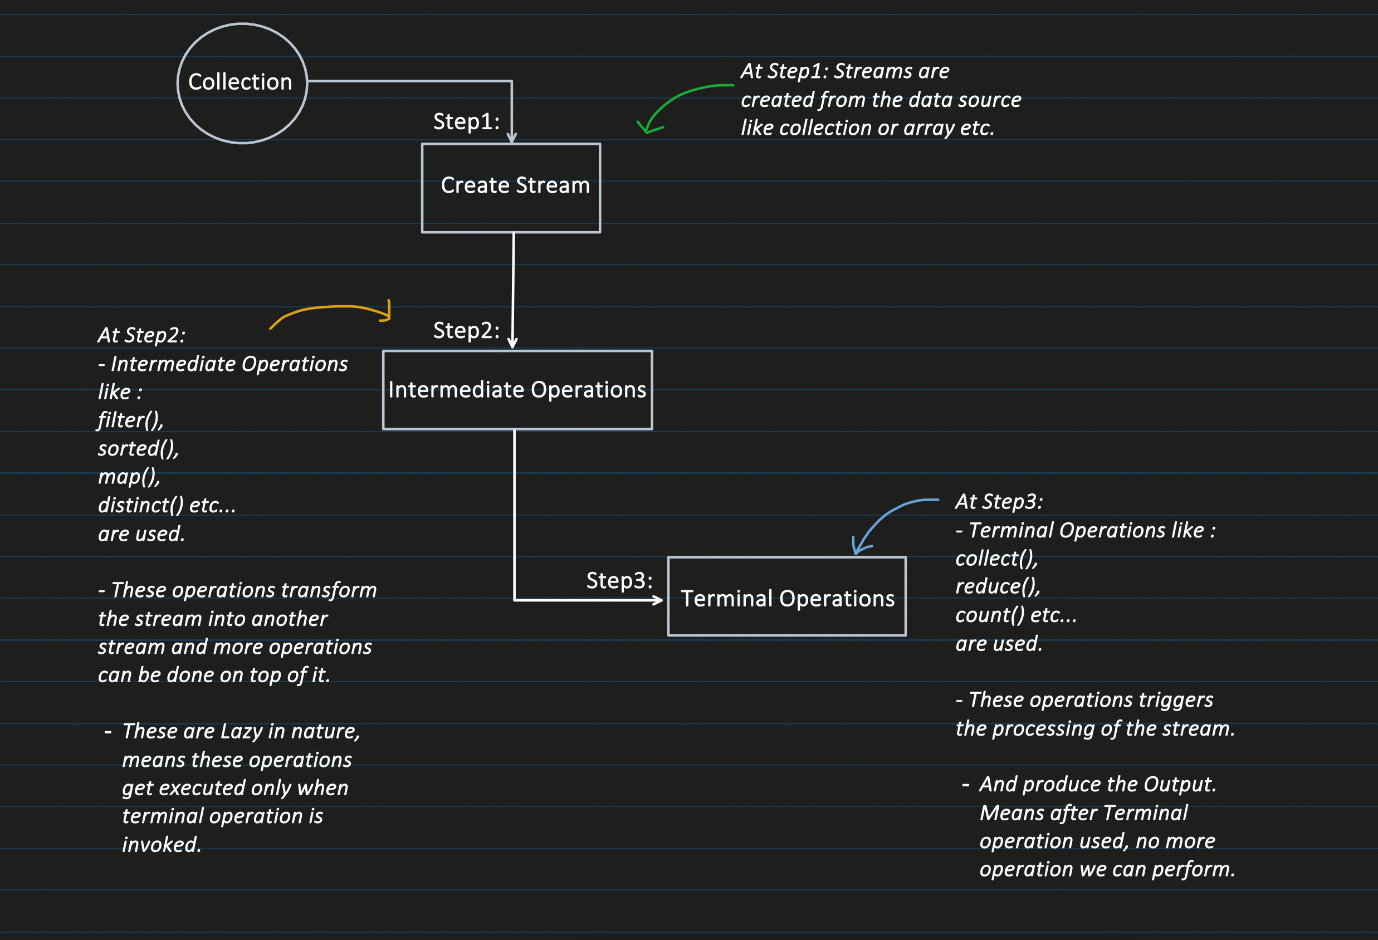 Collection
Step1:
At Step1: Streams are
created from the data source
like collection or array etc.
Create Stream
Step2:
Intermediate Operations
At Step2:
- Intermediate Operations
like :
filter(),
sorted(),
map(),
distinct() etc...
are used.
- These operations transform
the stream into another
stream and more operations
can be done on top of it.
- These are Lazy in nature,
means these operations
get executed only when
terminal operation is
invoked.
Step3:
Terminal Operations
At Step3:
- Terminal Operations like :
collect(),
reduce(),
count() etc...
are used.
- These operations triggers
the processing of the stream.
- And produce the Output.
Means after Terminal
operation used, no more
operation we can perform.